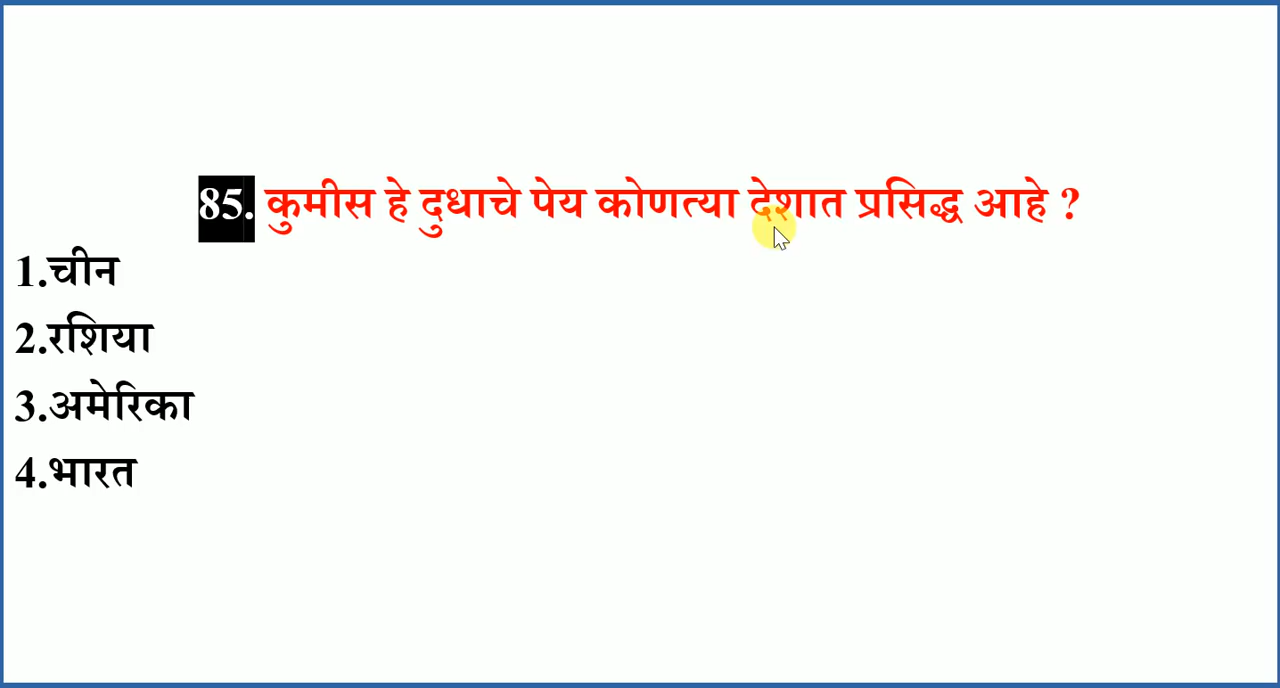 85. कुमीस हे दुधाचे पेय कोणत्या देशात प्रसिद्ध आहे ?
1.चीन
2.रशिया
3.अमेरिका
4.भारत